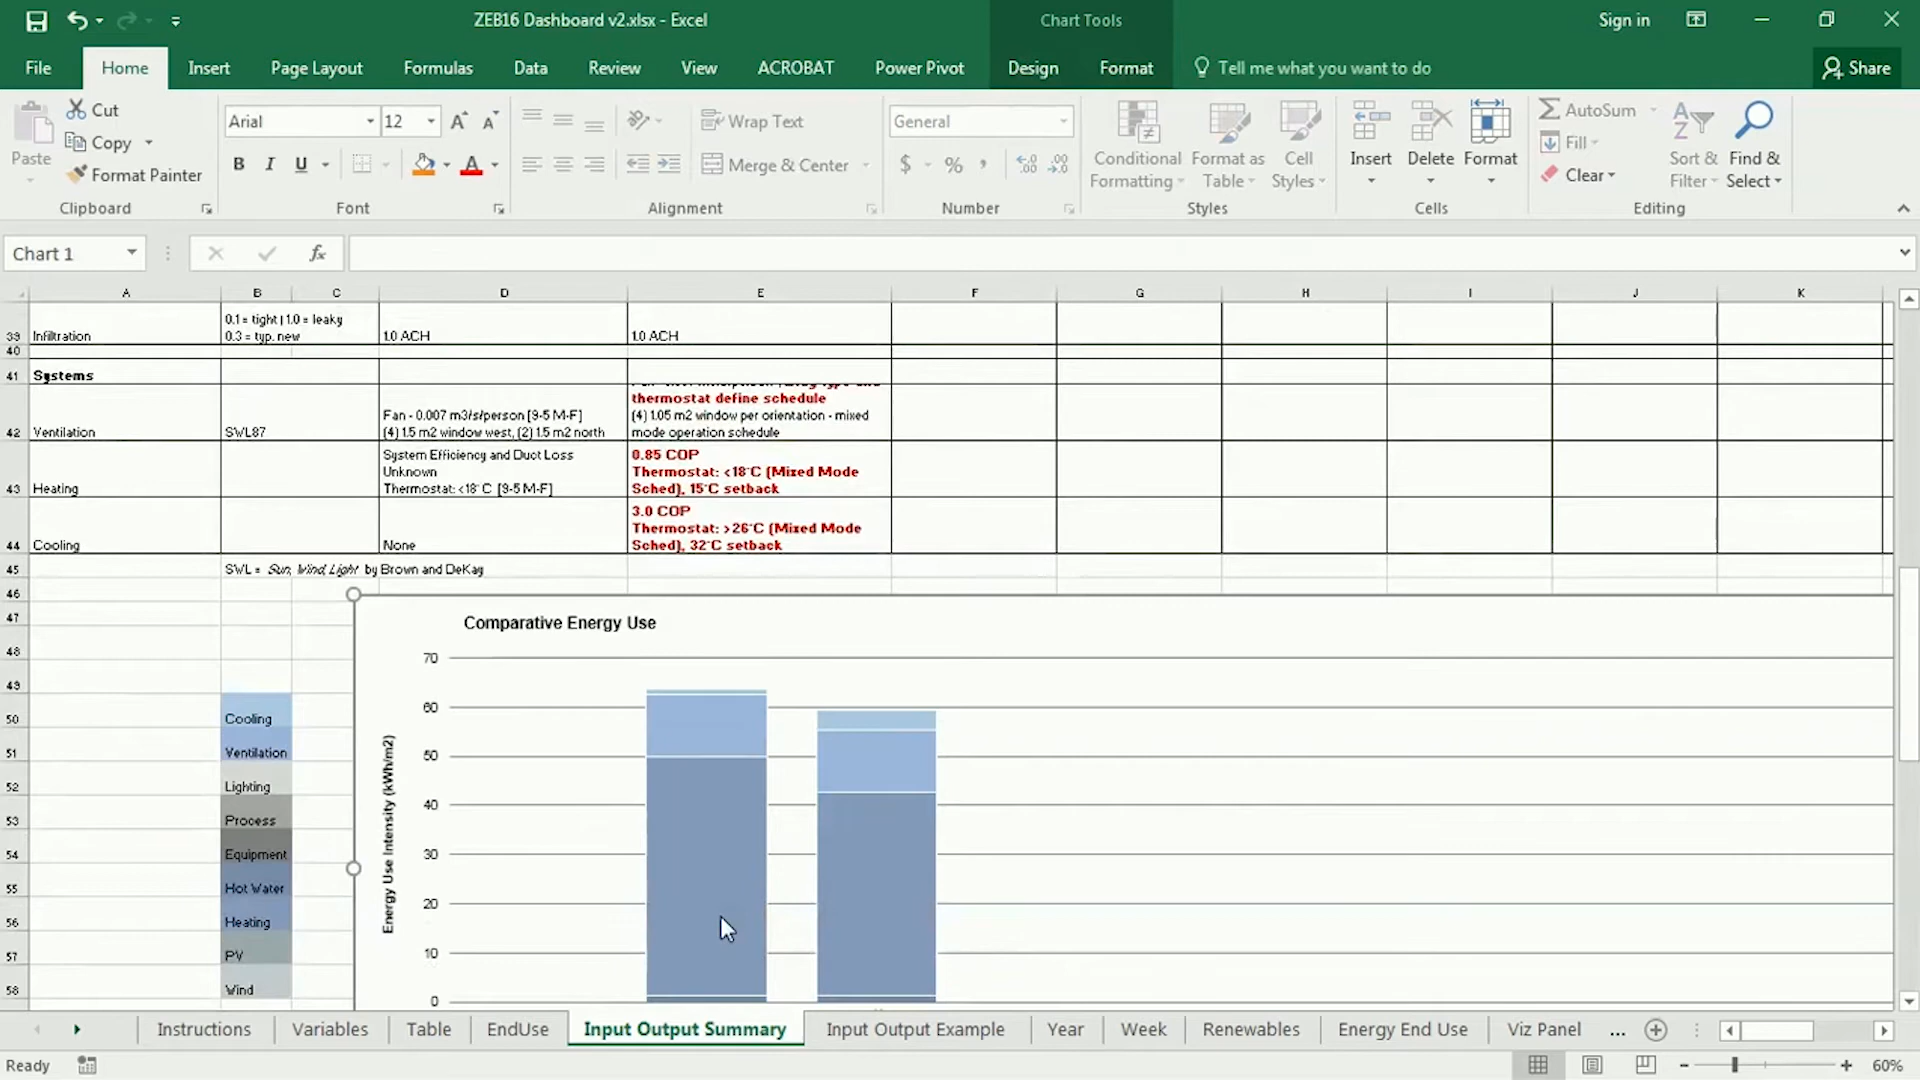 ZEB16 Dashboard v2.xlsx - Excel
Chart Tools
Sign in
File
Home
Insert
Page Layout
Formulas
Data
Review
View
ACROBAT
Power Pivot
Design
Format
Tell me what you want to do
Share
Paste
Cut
Copy
Format Painter
Clipboard
Arial
12
B I U
A
Font
Wrap Text
Merge & Center
Alignment
General
$ % ,
Number
Conditional
Formatting
Format as
Table
Cell
Styles
Styles
Insert
Delete
Format
Cells
AutoSum
Fill
Clear
Sort &
Filter
Find &
Select
Editing
Chart 1
fx
A B C D E F G H I J K
0.1 = tight | 1.0 = leaky
39 Infiltration 0.3 = typ. new 1.0 ACH 1.0 ACH
40
41 Systems
thermostat define schedule
Fan - 0.007 m3/s/person [9-5 M-F] (4) 1.05 m2 window per orientation - mixed
42 Ventilation SWL87 (4) 1.5 m2 window west, (2) 1.5 m2 north mode operation schedule
System Efficiency and Duct Loss 0.85 COP
Unknown Thermostat: <18°C (Mixed Mode
43 Heating Thermostat: <18° C [9-5 M-F] Sched), 15°C setback
3.0 COP
Thermostat: >26°C (Mixed Mode
44 Cooling None Sched), 32°C setback
45 SWL = Sun, Wind, Light by Brown and DeKay
46
47
48
49
50 Cooling
51 Ventilation
52 Lighting
53 Process
54 Equipment
55 Hot Water
56 Heating
57 PV
58 Wind
Comparative Energy Use
Energy Use Intensity (kWh/m2)
70
60
50
40
30
20
10
0
Instructions
Variables
Table
EndUse
Input Output Summary
Input Output Example
Year
Week
Renewables
Energy End Use
Viz Panel
...
Ready
60%